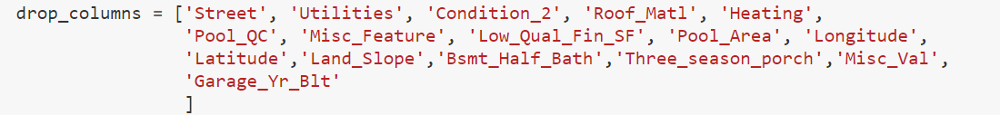 drop_columns = ['Street', 'Utilities', 'Condition_2', 'Roof_Matl', 'Heating',
'Pool_QC', 'Misc_Feature', 'Low_Qual_Fin_SF', 'Pool_Area', 'Longitude',
'Latitude','Land_Slope','Bsmt_Half_Bath','Three_season_porch','Misc_Val',
'Garage_Yr_Blt'
]